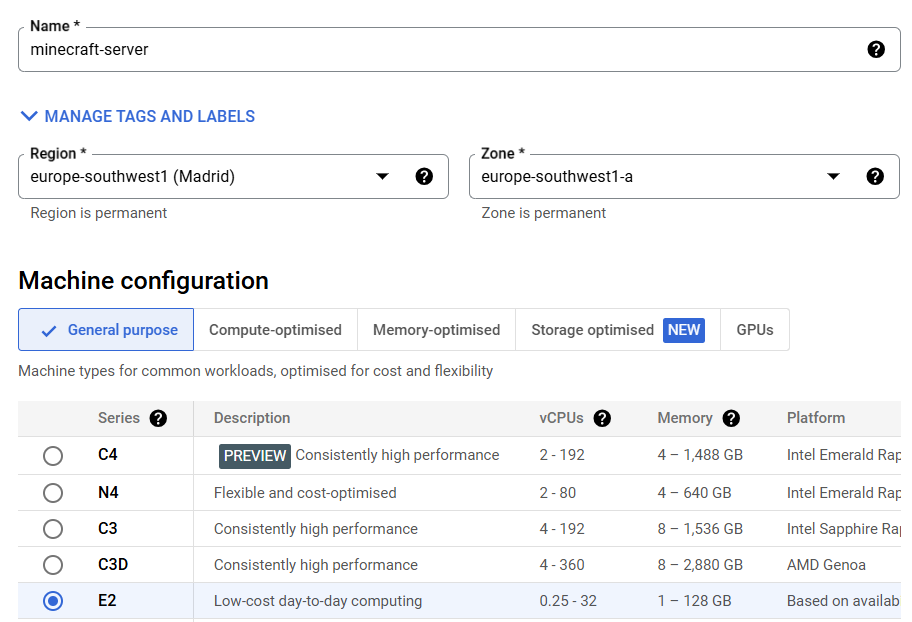 Name *
minecraft-server
MANAGE TAGS AND LABELS
Region * Zone *
europe-southwest1 (Madrid) europe-southwest1-a
Region is permanent Zone is permanent
Machine configuration
General purpose Compute-optimised Memory-optimised Storage optimised NEW GPUs
Machine types for common workloads, optimised for cost and flexibility
Series Description vCPUs Memory Platform
C4 PREVIEW Consistently high performance 2 - 192 4 – 1,488 GB Intel Emerald Rap
N4 Flexible and cost-optimised 2 - 80 4 – 640 GB Intel Emerald Rap
C3 Consistently high performance 4 - 192 8 – 1,536 GB Intel Sapphire Ra
C3D Consistently high performance 4 - 360 8 – 2,880 GB AMD Genoa
E2 Low-cost day-to-day computing 0.25 - 32 1 – 128 GB Based on availab